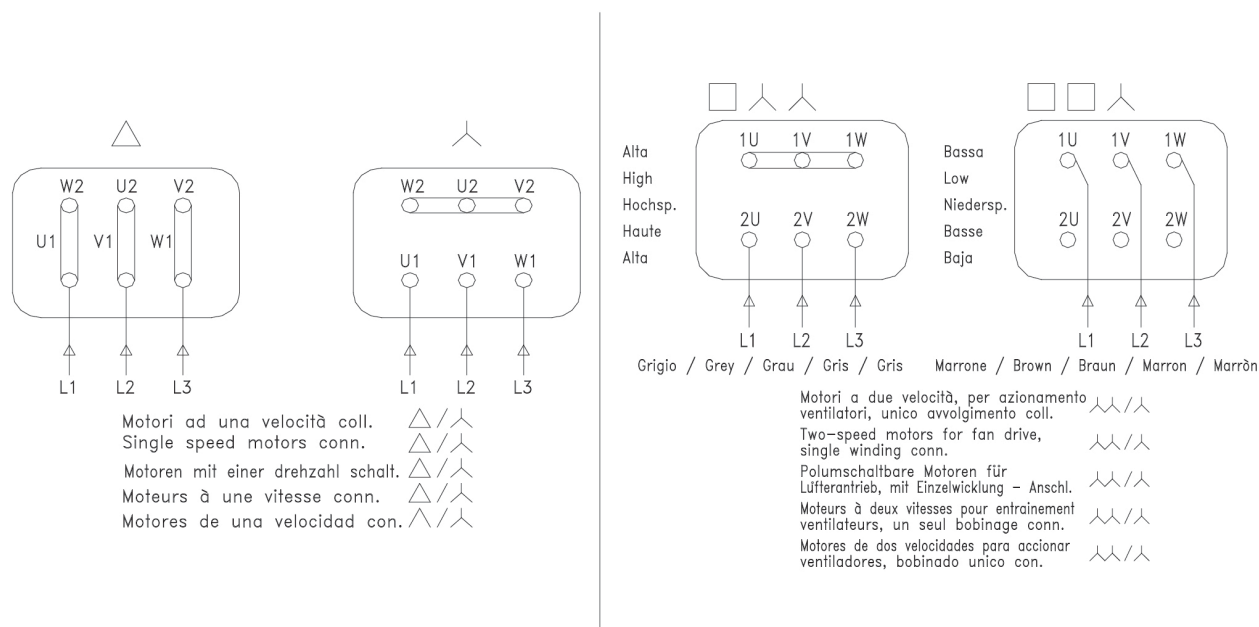 W2 U2 V2
U1 V1 W1
L1 L2 L3
W2 U2 V2
U1 V1 W1
L1 L2 L3
Motori ad una velocità coll.
Single speed motors conn.
Motoren mit einer drehzahl schalt.
Moteurs à une vitesse conn.
Motores de una velocidad con.
Alta
High
Hochsp.
Haute
Alta
1U 1V 1W
2U 2V 2W
L1 L2 L3
Grigio / Grey / Grau / Gris / Gris
Bassa
Low
Niedersp.
Basse
Baja
1U 1V 1W
2U 2V 2W
L1 L2 L3
Marrone / Brown / Braun / Marron / Marròn
Motori a due velocità, per azionamento
ventilatori, unico avvolgimento coll.
Two-speed motors for fan drive,
single winding conn.
Polumschaltbare Motoren für
Lüfterantrieb, mit Einzelwicklung - Anschl.
Moteurs à deux vitesses pour entrainement
ventilateurs, un seul bobinage conn.
Motores de dos velocidades para accionar
ventiladores, bobinado unico con.